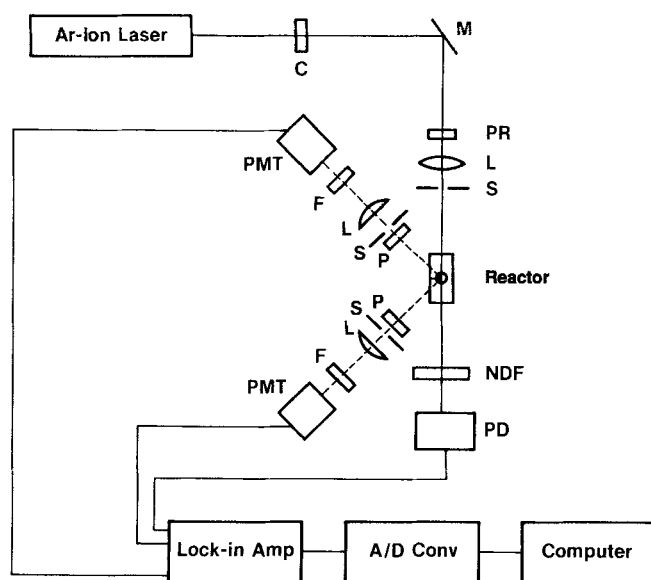 Ar-Ion Laser
C
M
PR
L
S
PMT
F
L
S
P
Reactor
S
P
L
F
PMT
NDF
PD
Lock-in Amp
A/D Conv
Computer